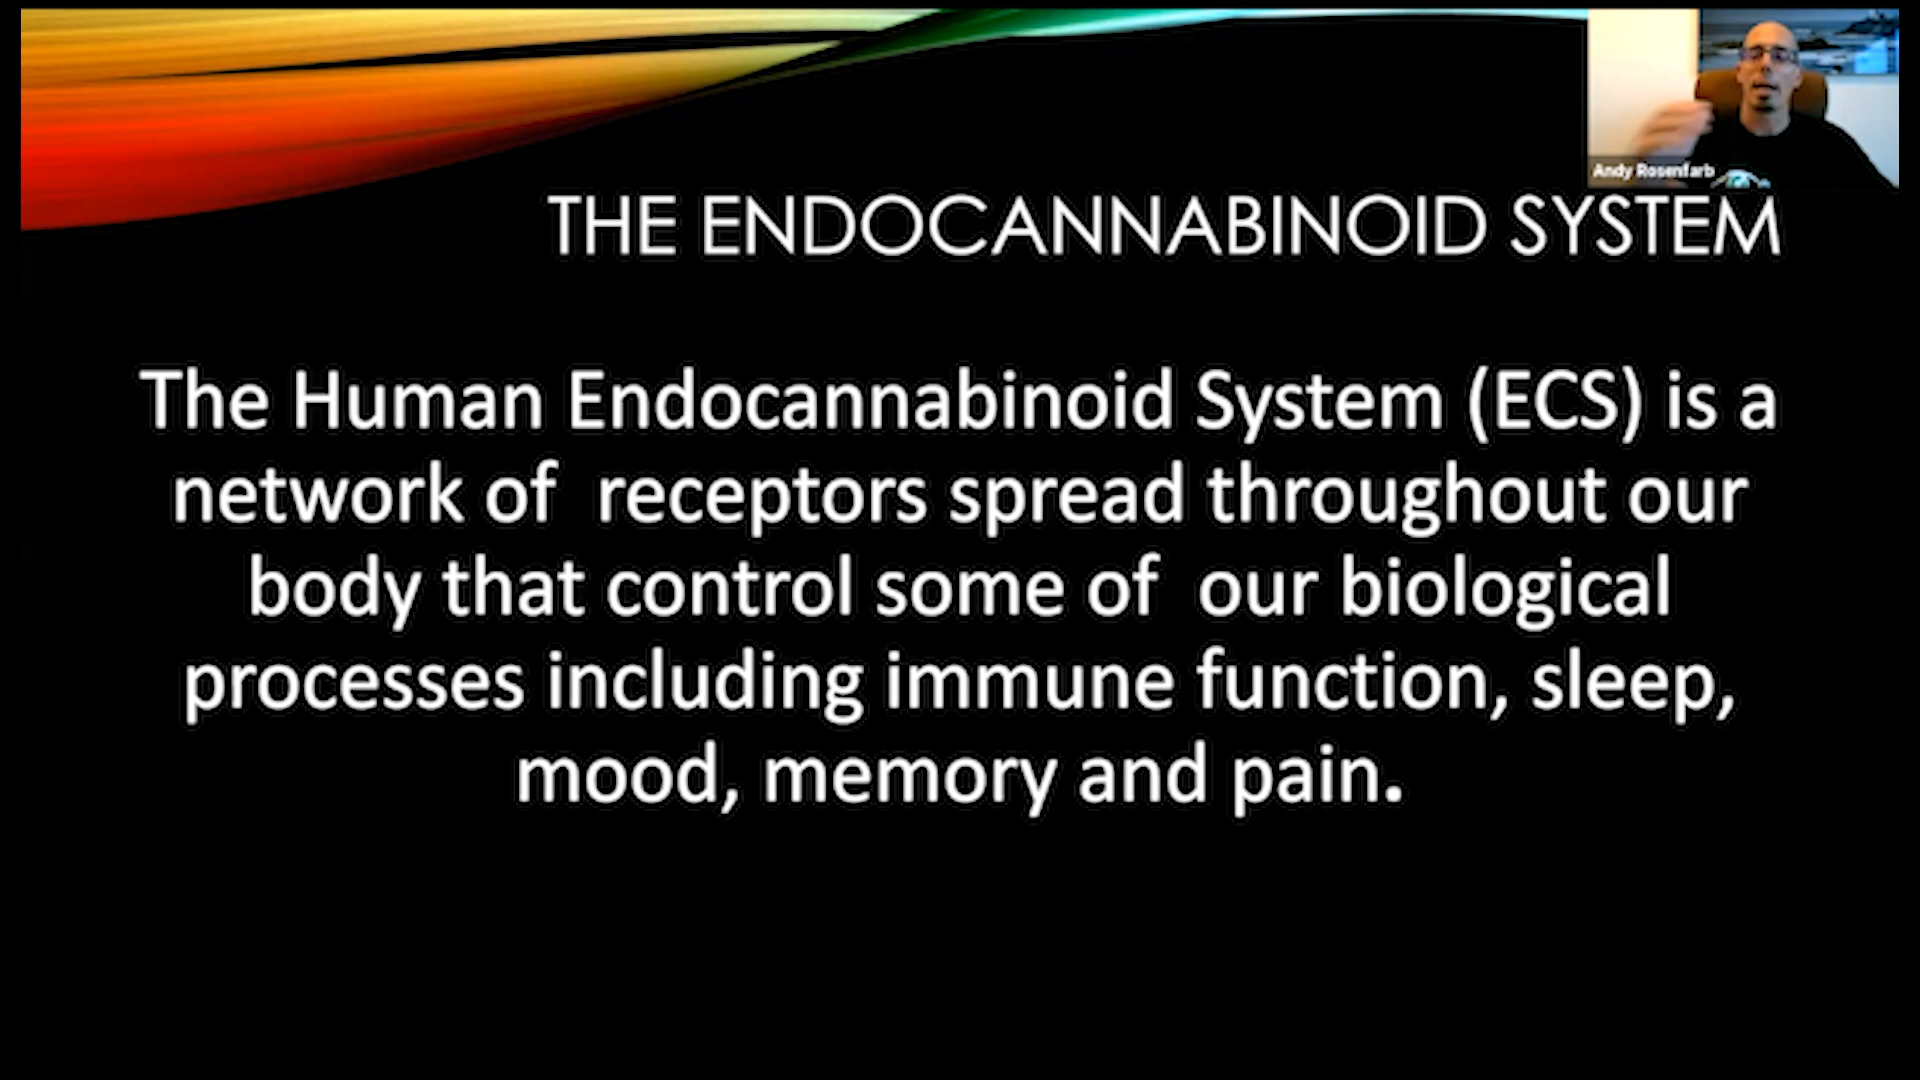 Andy Rosenfarb
THE ENDOCANNABINOID SYSTEM
The Human Endocannabinoid System (ECS) is a
network of  receptors spread throughout our
body that control some of  our biological
processes including immune function, sleep,
mood, memory and pain.